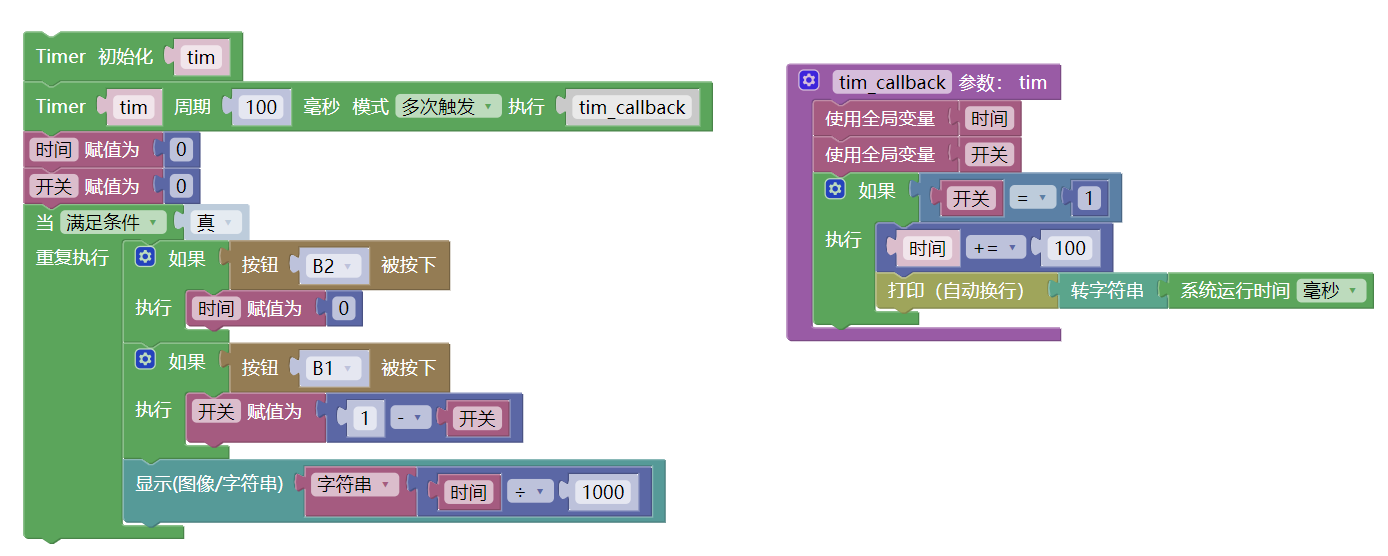 Timer 初始化 tim
Timer tim 周期 100 毫秒 模式 多次触发 执行 tim_callback
时间 赋值为 0
开关 赋值为 0
当 满足条件 真
重复执行 如果 按钮 B2 被按下
执行 时间 赋值为 0
如果 按钮 B1 被按下
执行 开关 赋值为 1 - 开关
显示(图像/字符串) 字符串 时间 ÷ 1000
tim_callback 参数: tim
使用全局变量 时间
使用全局变量 开关
如果 开关 = 1
执行 时间 += 100
打印（自动换行） 转字符串 系统运行时间 毫秒